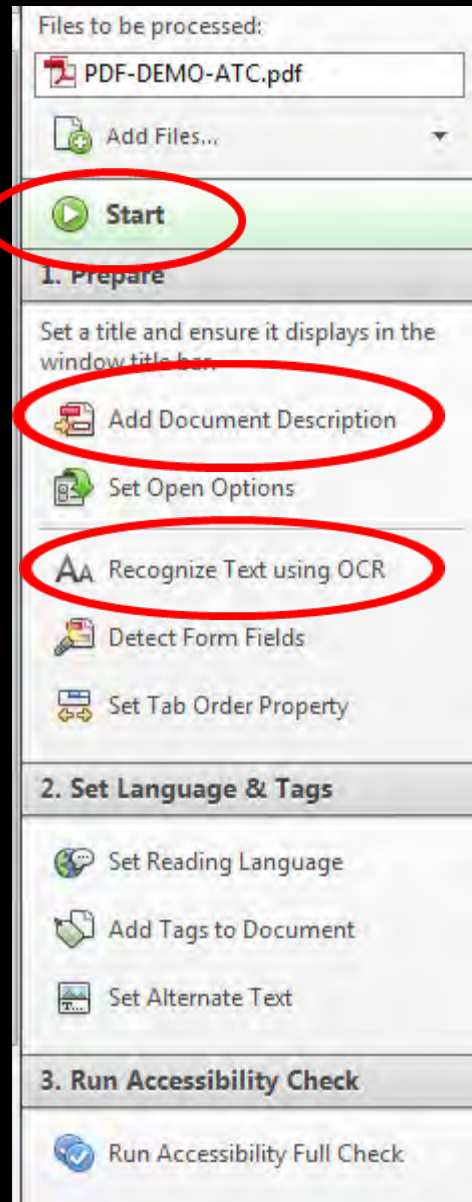 Files to be processed:
PDF-DEMO-ATC.pdf
Add Files...
Start
1. Prepare
Set a title and ensure it displays in the
window title bar.
Add Document Description
Set Open Options
AA Recognize Text using OCR
Detect Form Fields
Set Tab Order Property
2. Set Language & Tags
Set Reading Language
Add Tags to Document
Set Alternate Text
3. Run Accessibility Check
Run Accessibility Full Check